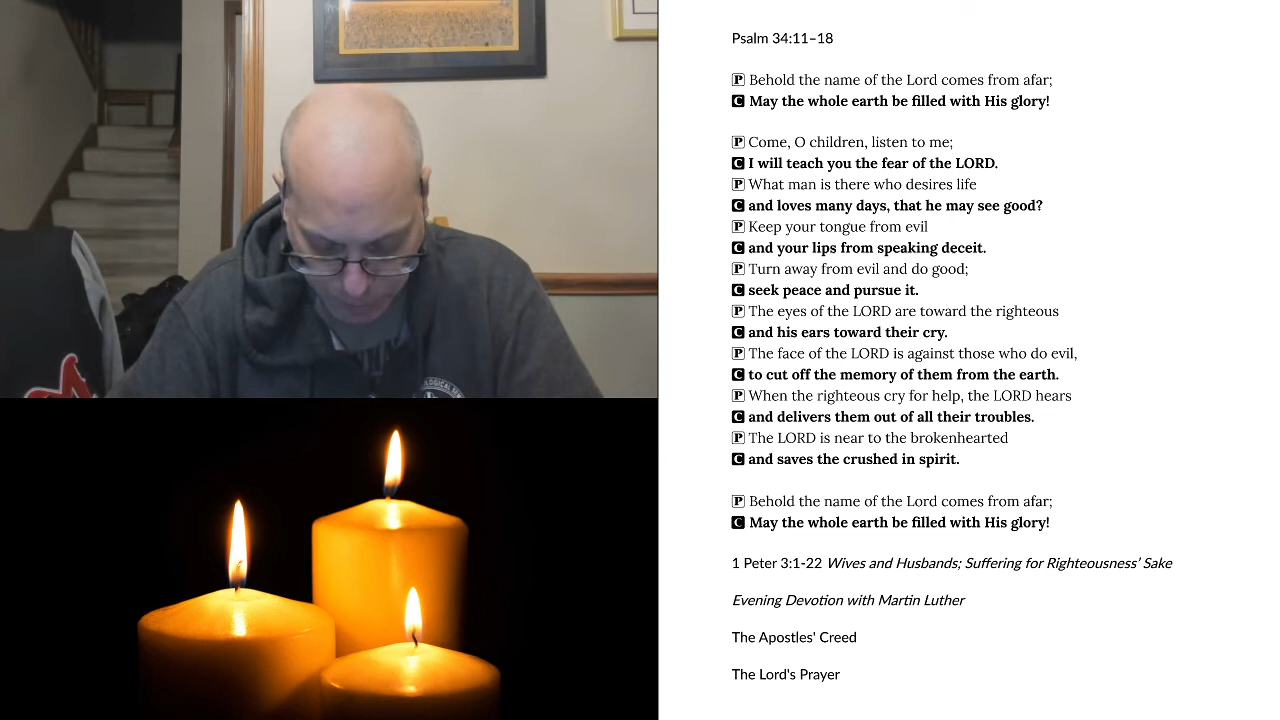 Psalm 34:11–18
P Behold the name of the Lord comes from afar;
C May the whole earth be filled with His glory!
P Come, O children, listen to me;
C I will teach you the fear of the LORD.
P What man is there who desires life
C and loves many days, that he may see good?
P Keep your tongue from evil
C and your lips from speaking deceit.
P Turn away from evil and do good;
C seek peace and pursue it.
P The eyes of the LORD are toward the righteous
C and his ears toward their cry.
P The face of the LORD is against those who do evil,
C to cut off the memory of them from the earth.
P When the righteous cry for help, the LORD hears
C and delivers them out of all their troubles.
P The LORD is near to the brokenhearted
C and saves the crushed in spirit.
P Behold the name of the Lord comes from afar;
C May the whole earth be filled with His glory!
1 Peter 3:1-22 Wives and Husbands; Suffering for Righteousness’ Sake
Evening Devotion with Martin Luther
The Apostles' Creed
The Lord's Prayer